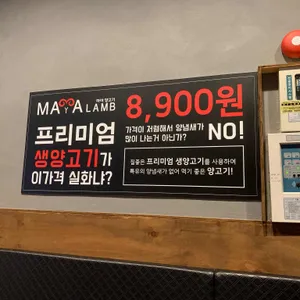 MAYA LAMB
프리미엄
생양고기가
이가격 실화냐?
8,900원
가격이 저렴해서 양냄새가
많이 나는거 아닌가?
NO!
질좋은 프리미엄 생양고기를 사용하여
특유의 양냄새가 없어 먹기 좋은 양고기!